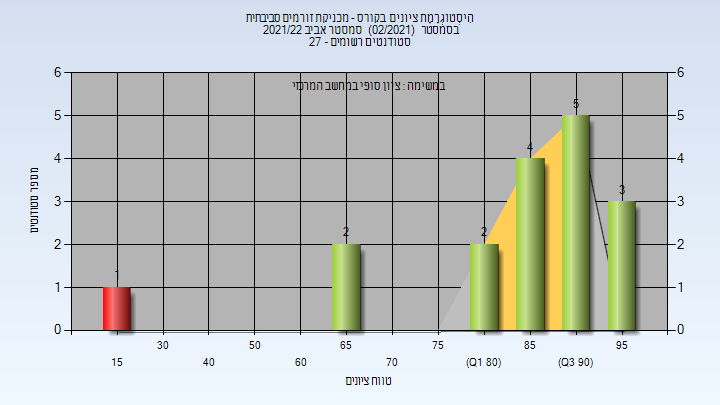 היסטוגרמת ציונים בקורס - מכניקת זורמים סביבתית
בסמסטר (02/2021) סמסטר אביב 2021/22
סטודנטים רשומים - 27
במשימה : ציון סופי במחשב המרכזי
מספר סטודנטים
6 6
5 5
4 4
3 3
2 2
1 1
0 0
1 2 2 4 5 3
30 50 65 75 85 95
15 40 60 70 (Q1 80) (Q3 90)
טווח ציונים